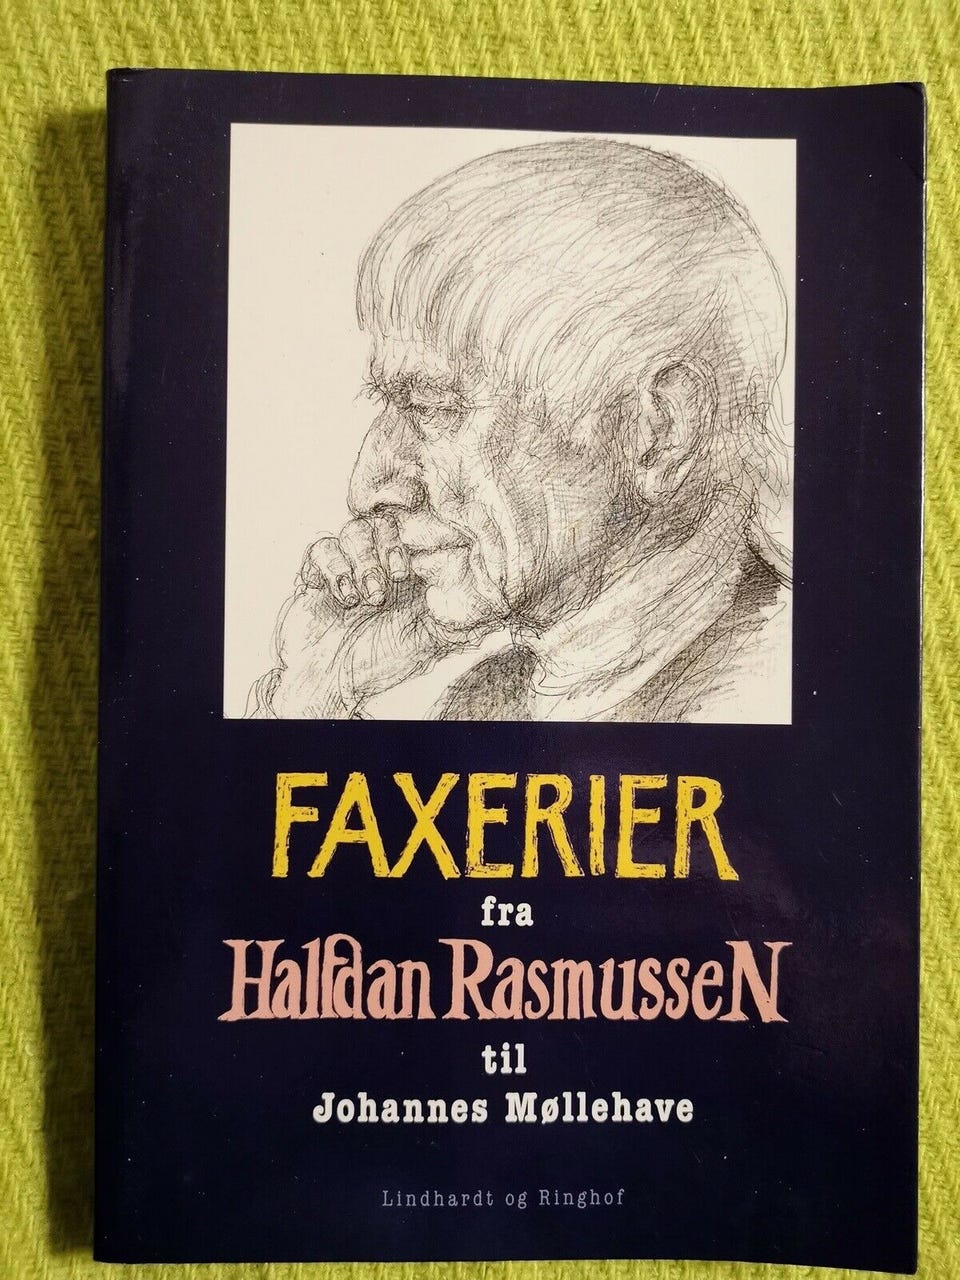 FAXERIER
fra
Halfdan Rasmussen
til
Johannes Møllehave
Lindhardt og Ringhof